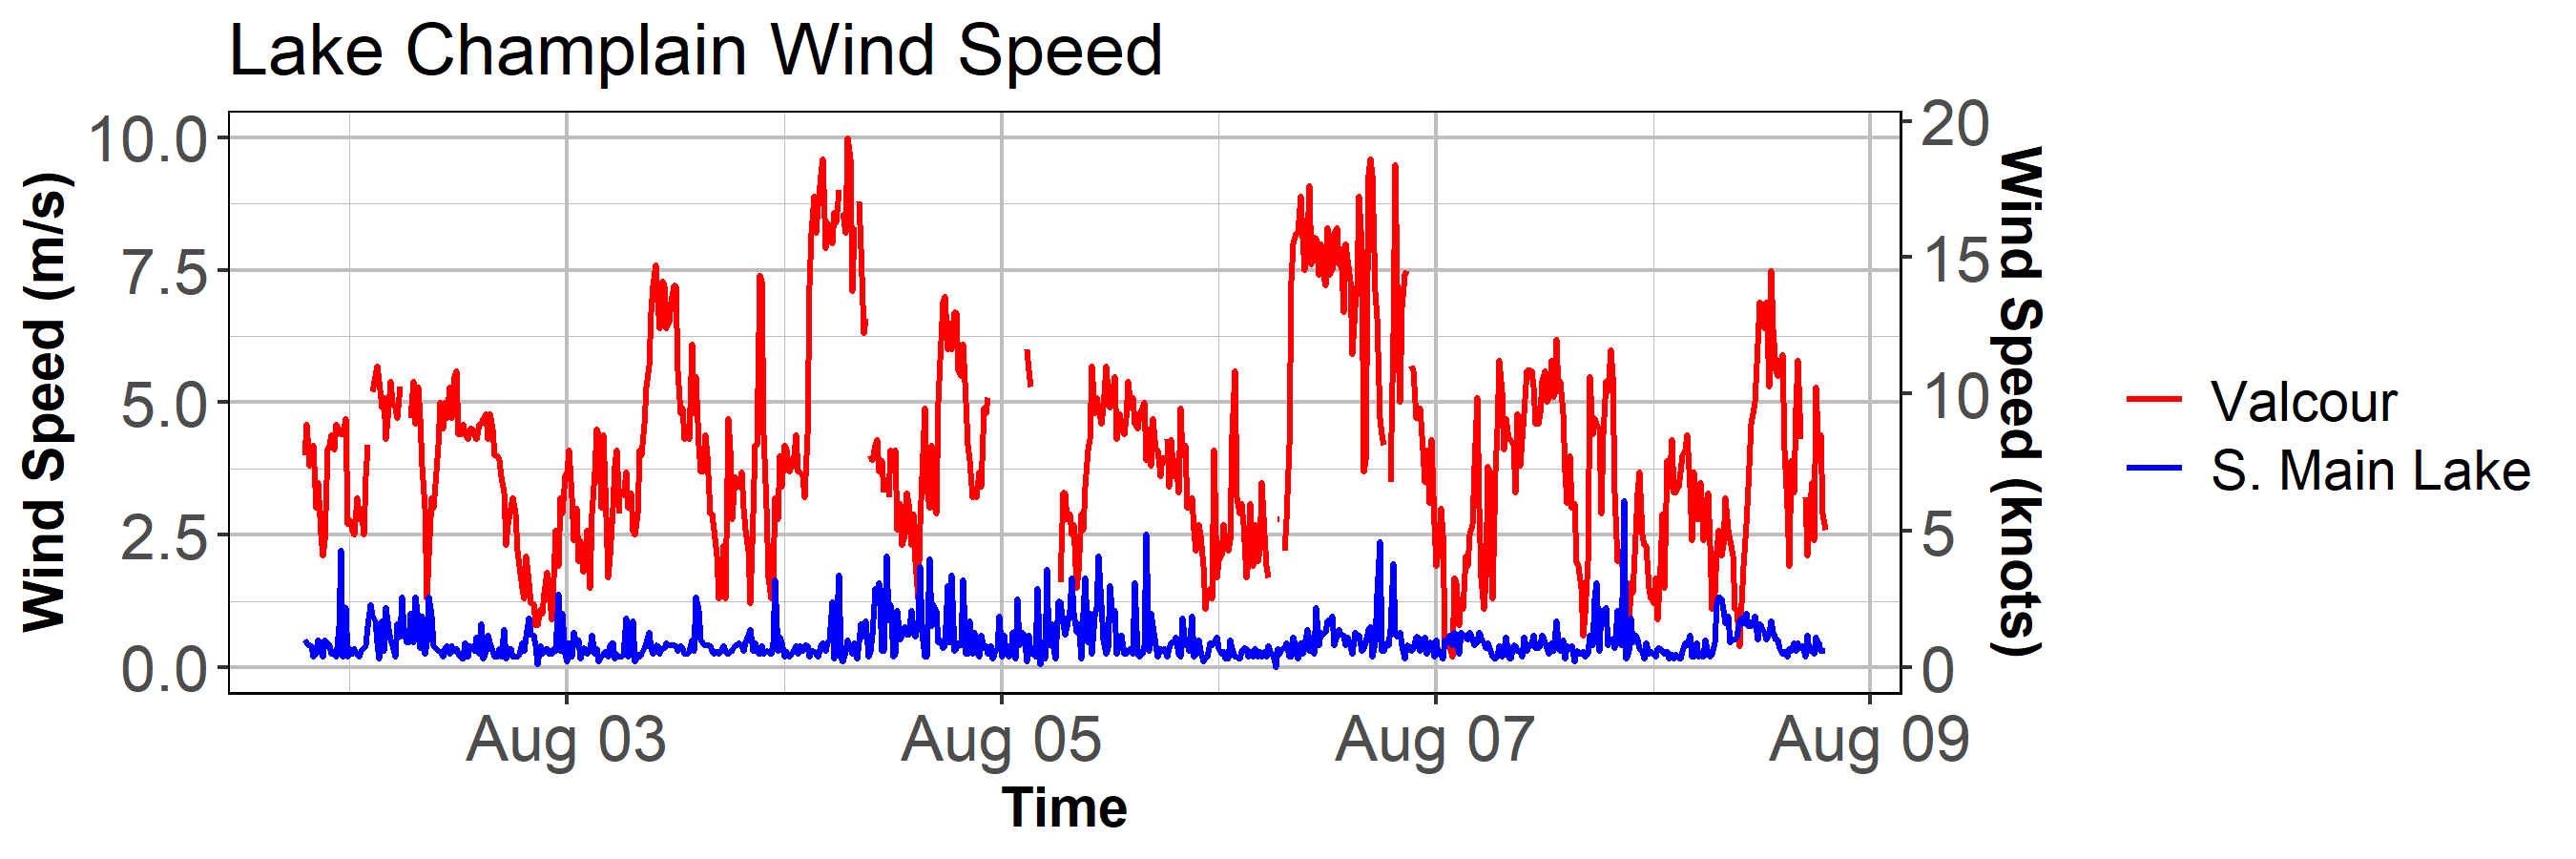 Lake Champlain Wind Speed
Wind Speed (m/s)
10.0
7.5
5.0
2.5
0.0
20
15
10
5
0
Wind Speed (knots)
Aug 03
Aug 05
Aug 07
Aug 09
Time
Valcour
S. Main Lake